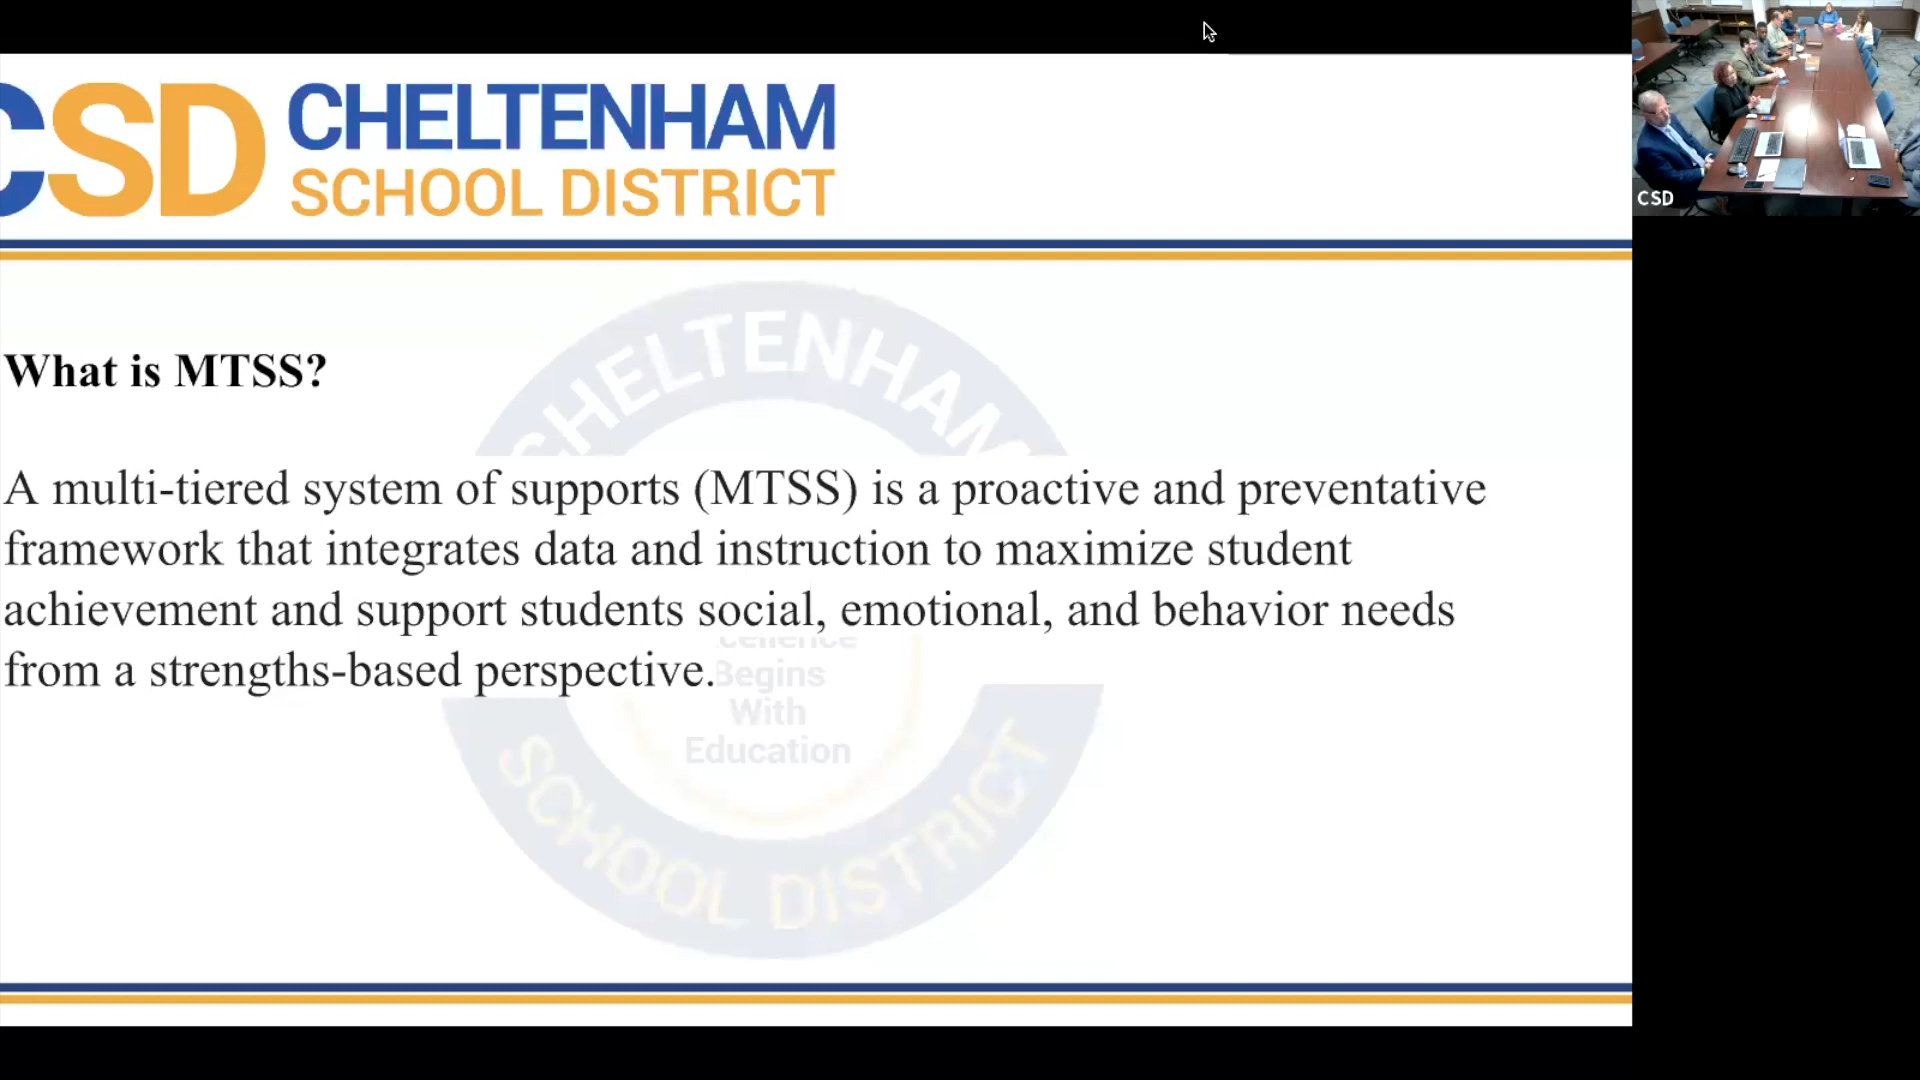 CSD CHELTENHAM
SCHOOL DISTRICT
CSD
CHELTENHAM
What is MTSS?
A multi-tiered system of supports (MTSS) is a proactive and preventative
framework that integrates data and instruction to maximize student
achievement and support students social, emotional, and behavior needs
from a strengths-based perspective.
Begins
With
Education
SCHOOL DISTRICT